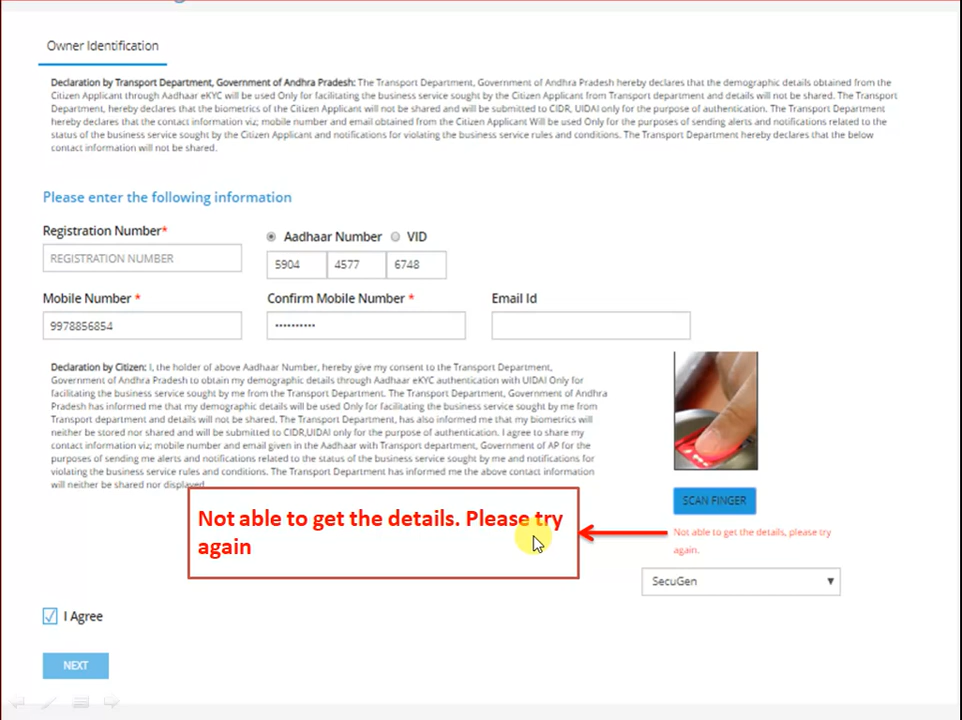 Owner Identification
Declaration by Transport Department, Government of Andhra Pradesh: The Transport Department, Government of Andhra Pradesh hereby declares that the demographic details obtained from the
Citizen Applicant through Aadhaar eKYC will be used Only for facilitating the business service sought by the Citizen Applicant from Transport department and details will not be shared. The Transport
Department, hereby declares that the biometrics of the Citizen Applicant will not be shared and will be submitted to CIDR, UIDAI only for the purpose of authentication. The Transport Department
hereby declares that the contact information viz; mobile number and email obtained from the Citizen Applicant Will be used Only for the purposes of sending alerts and notifications related to the
status of the business service sought by the Citizen Applicant and notifications for violating the business service rules and conditions. The Transport Department hereby declares that the below
contact information will not be shared.
Please enter the following information
Registration Number*
Aadhaar Number VID
REGISTRATION NUMBER
5904 4577 6748
Mobile Number * Confirm Mobile Number * Email Id
9978856854 ••••••••••
Declaration by Citizen: I, the holder of above Aadhaar Number, hereby give my consent to the Transport Department,
Government of Andhra Pradesh to obtain my demographic details through Aadhaar eKYC authentication with UIDAI Only for
facilitating the business service sought by me from the Transport Department. The Transport Department, Government of Andhra
Pradesh has informed me that my demographic details will be used Only for facilitating the business service sought by me from
Transport department and details will not be shared. The Transport Department, has also informed me that my biometrics will
neither be stored nor shared and will be submitted to CIDR,UIDAI only for the purpose of authentication. I agree to share my
contact information viz; mobile number and email given in the Aadhaar with Transport department, Government of AP for the
purposes of sending me alerts and notifications related to the status of the business service sought by me and notifications for
violating the business service rules and conditions. The Transport Department has informed me the above contact information
will neither be shared nor displayed.
SCAN FINGER
Not able to get the details. Please try
again
Not able to get the details, please try
again.
SecuGen
I Agree
NEXT